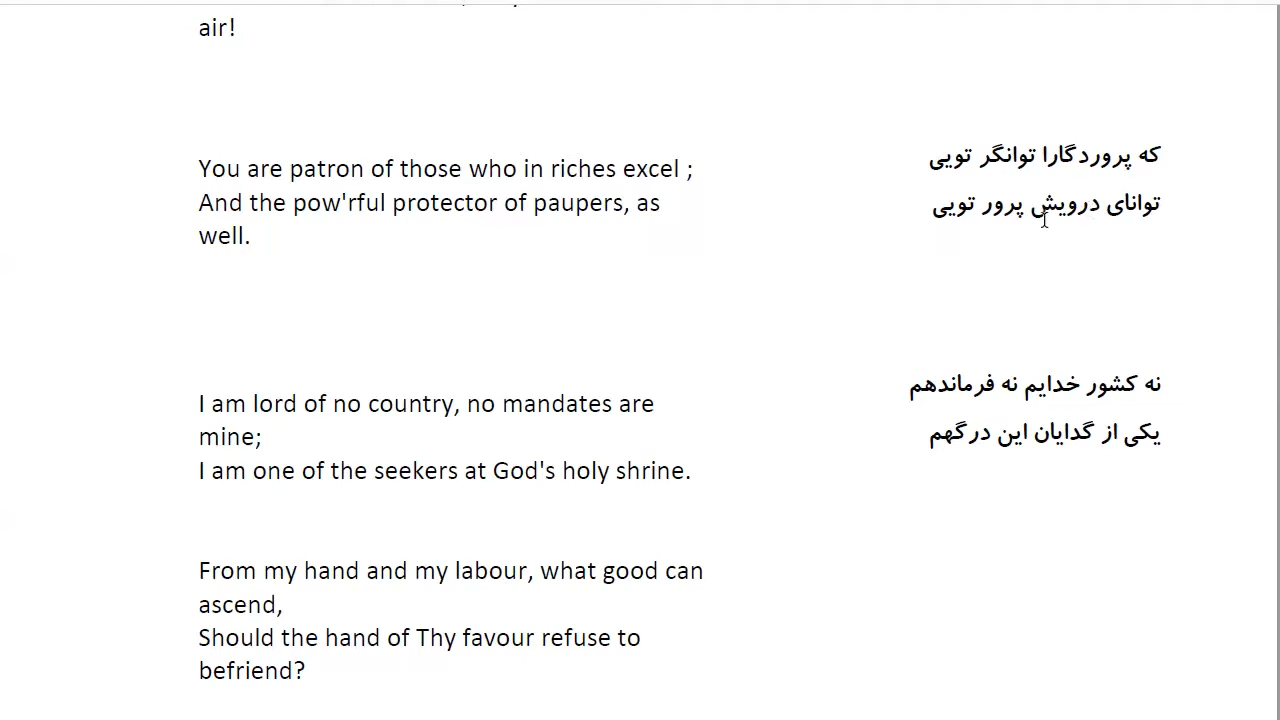 air!
You are patron of those who in riches excel ;
And the pow'rful protector of paupers, as
well.
که پروردگارا توانگر تویی
توانای درویش پرور تویی
I am lord of no country, no mandates are
mine;
I am one of the seekers at God's holy shrine.
نه کشور خدایم نه فرماندهم
یکی از گدایان این درگهم
From my hand and my labour, what good can
ascend,
Should the hand of Thy favour refuse to
befriend?